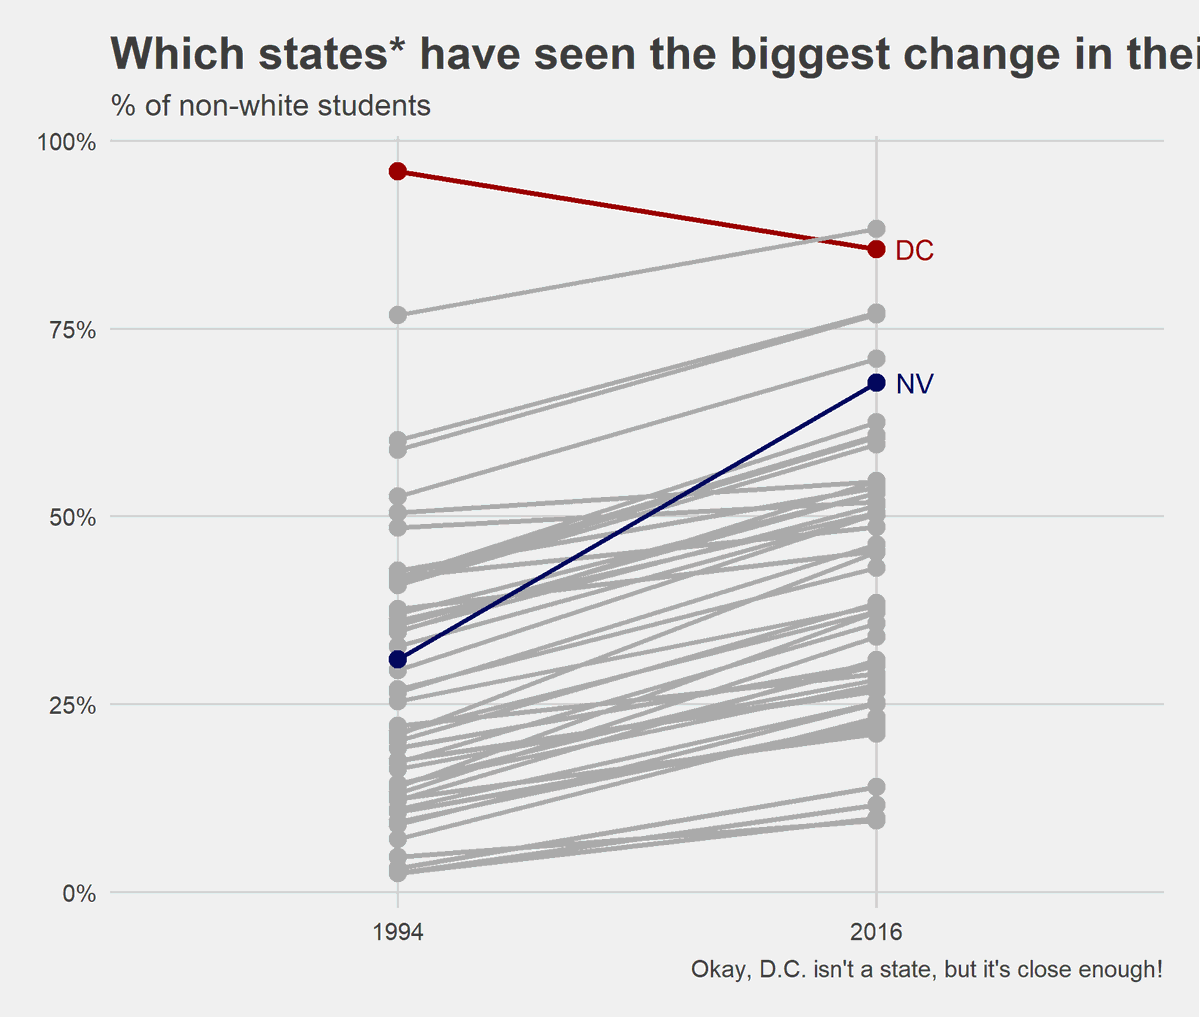 Which states* have seen the biggest change in their
% of non-white students
100%
DC
75%
NV
50%
25%
0%
1994
2016
Okay, D.C. isn't a state, but it's close enough!